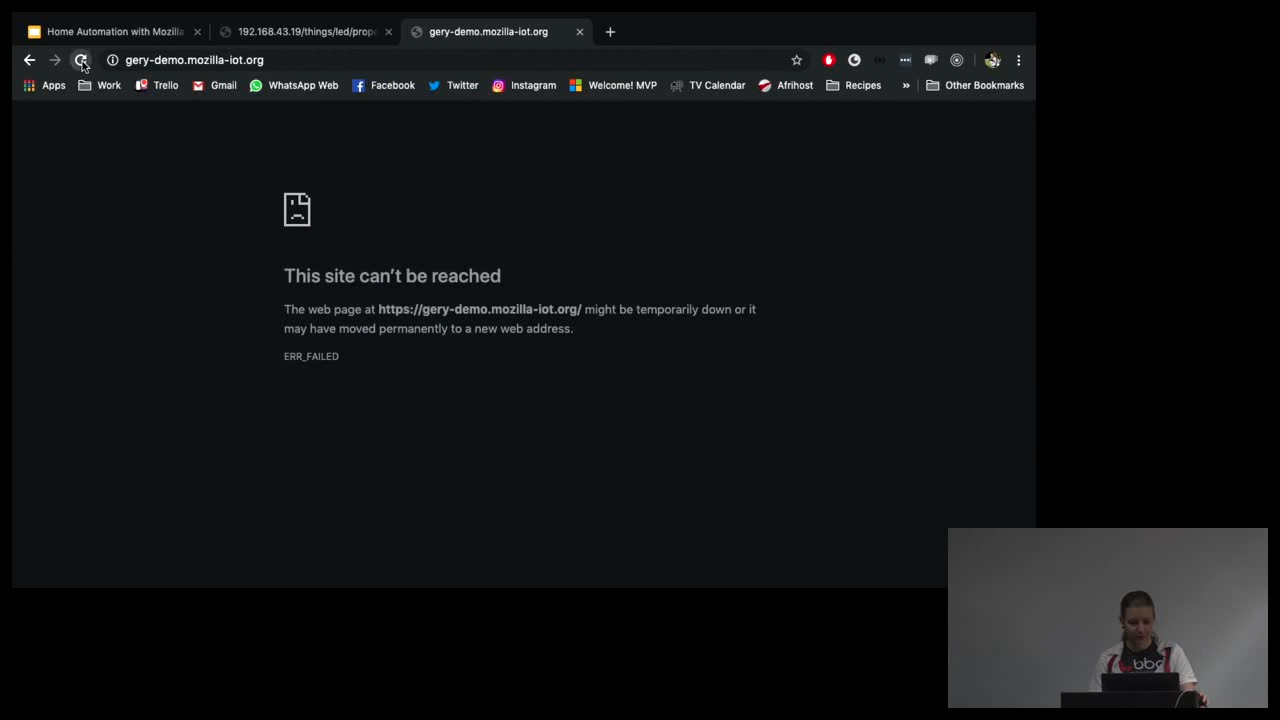 Home Automation with Mozilla
192.168.43.19/things/led/prope
gery-demo.mozilla-iot.org
gery-demo.mozilla-iot.org
Apps
Work
Trello
Gmail
WhatsApp Web
Facebook
Twitter
Instagram
Welcome! MVP
TV Calendar
Afrihost
Recipes
»
Other Bookmarks
This site can't be reached
The web page at https://gery-demo.mozilla-iot.org/ might be temporarily down or it
may have moved permanently to a new web address.
ERR_FAILED